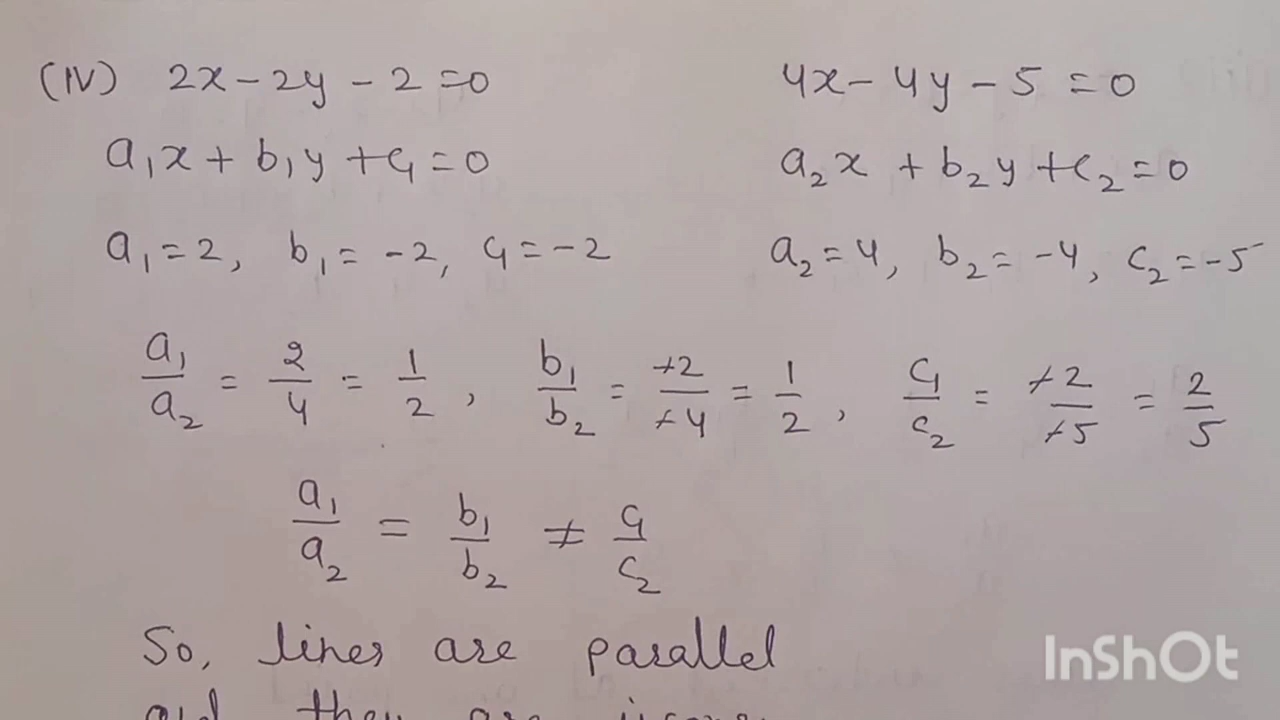 (IV) 2x - 2y - 2 = 0 4x - 4y - 5 = 0
a₁x + b₁y + c₁ = 0 a₂x + b₂y + c₂ = 0
a₁ = 2, b₁ = -2, c₁ = -2 a₂ = 4, b₂ = -4, c₂ = -5
a₁/a₂ = 2/4 = 1/2, b₁/b₂ = -2/-4 = 1/2, c₁/c₂ = -2/-5 = 2/5
a₁/a₂ = b₁/b₂ ≠ c₁/c₂
So, lines are parallel
and they are
InShOt